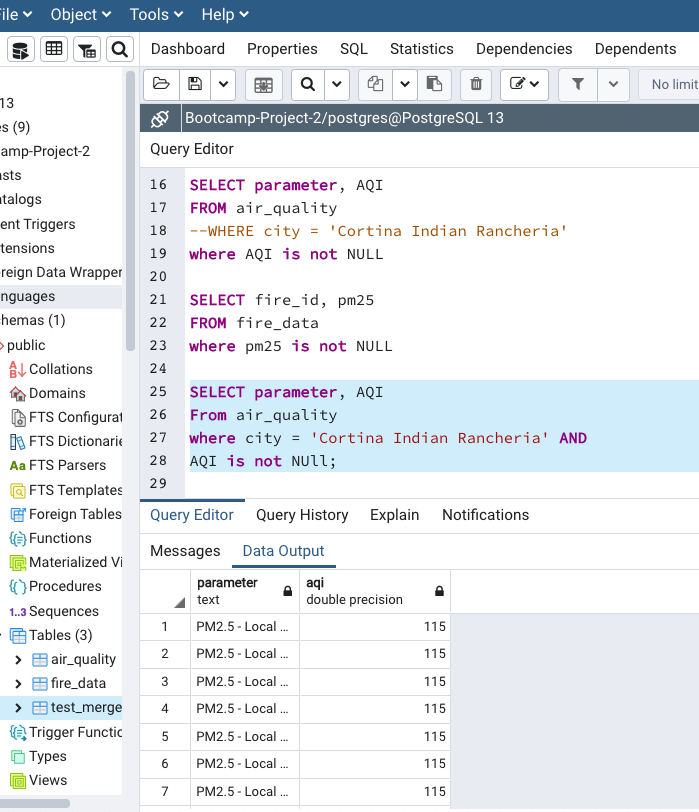 File Object Tools Help
Dashboard Properties SQL Statistics Dependencies Dependents
No limit
13
es (9)
amp-Project-2
asts
atalogs
ent Triggers
tensions
reign Data Wrapper
nguages
hemas (1)
public
Collations
Domains
FTS Configurat
FTS Dictionarie
Aa FTS Parsers
FTS Templates
Foreign Tables
Functions
Materialized Vi
Procedures
1..3 Sequences
Tables (3)
air_quality
fire_data
test_merge
Trigger Functio
Types
Views
Bootcamp-Project-2/postgres@PostgreSQL 13
Query Editor
16 SELECT parameter, AQI
17 FROM air_quality
18 --WHERE city = 'Cortina Indian Rancheria'
19 where AQI is not NULL
20
21 SELECT fire_id, pm25
22 FROM fire_data
23 where pm25 is not NULL
24
25 SELECT parameter, AQI
26 From air_quality
27 where city = 'Cortina Indian Rancheria' AND
28 AQI is not NUll;
29
Query Editor Query History Explain Notifications
Messages Data Output
parameter aqi
text double precision
1 PM2.5 - Local ... 115
2 PM2.5 - Local ... 115
3 PM2.5 - Local ... 115
4 PM2.5 - Local ... 115
5 PM2.5 - Local ... 115
6 PM2.5 - Local ... 115
7 PM2.5 - Local ... 115